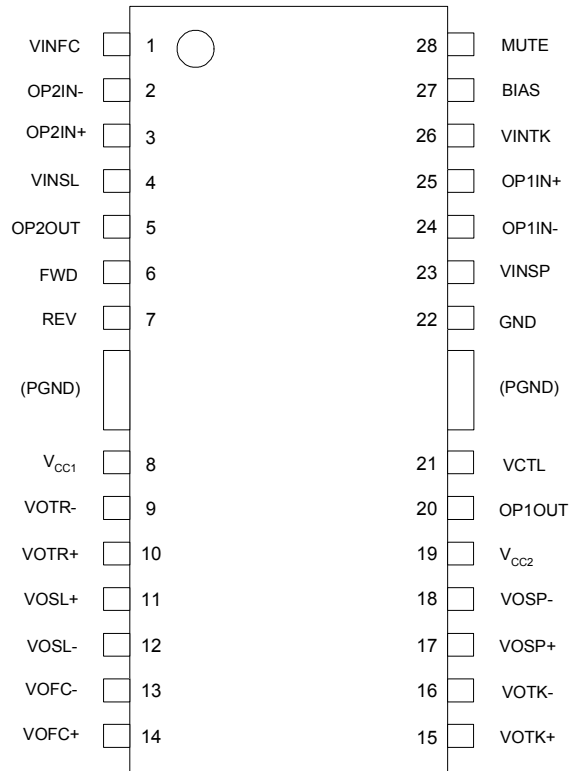 VINFC 1 28 MUTE
OP2IN- 2 27 BIAS
OP2IN+ 3 26 VINTK
VINSL 4 25 OP1IN+
OP2OUT 5 24 OP1IN-
FWD 6 23 VINSP
REV 7 22 GND
(PGND) (PGND)
VCC1 8 21 VCTL
VOTR- 9 20 OP1OUT
VOTR+ 10 19 VCC2
VOSL+ 11 18 VOSP-
VOSL- 12 17 VOSP+
VOFC- 13 16 VOTK-
VOFC+ 14 15 VOTK+